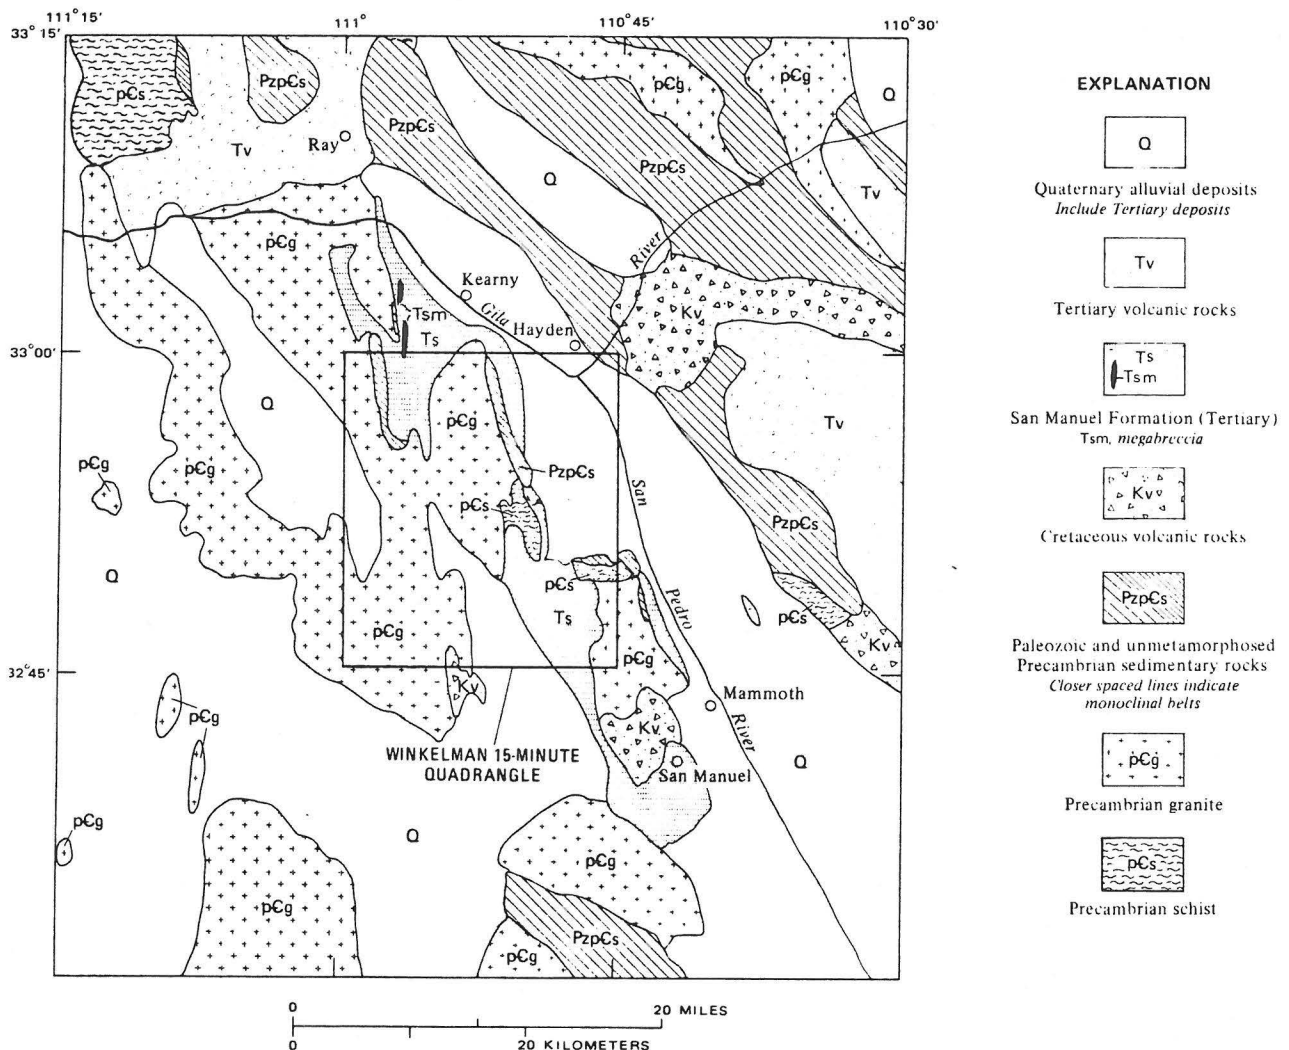 111° 15'
111°
110° 45'
110° 30'
33° 15'
pЄs
PzpЄs
Tv
Ray
PzpЄs
pЄg
pЄg
Q
Q
PzpЄs
Tv
River
pЄg
Kearny
Gila
Tsm
Hayden
Ts
Kv
33° 00'
Q
pЄg
Tv
pЄg
pЄg
PzpЄs
San
pЄs
PzpЄs
Q
pЄs
Ts
Pedro
pЄs
pЄg
Kv
32° 45'
pЄg
Kv
Mammoth
pЄg
Kv
River
WINKELMAN 15-MINUTE
QUADRANGLE
San Manuel
Q
pЄg
Q
pЄg
pЄg
PzpЄs
pЄg
0
20 MILES
0
20 KILOMETERS
EXPLANATION
Q
Quaternary alluvial deposits
Include Tertiary deposits
Tv
Tertiary volcanic rocks
Ts
Tsm
San Manuel Formation (Tertiary)
Tsm, megabreccia
Kv
Cretaceous volcanic rocks
PzpЄs
Paleozoic and unmetamorphosed
Precambrian sedimentary rocks
Closer spaced lines indicate
monoclinal belts
pЄg
Precambrian granite
pЄs
Precambrian schist